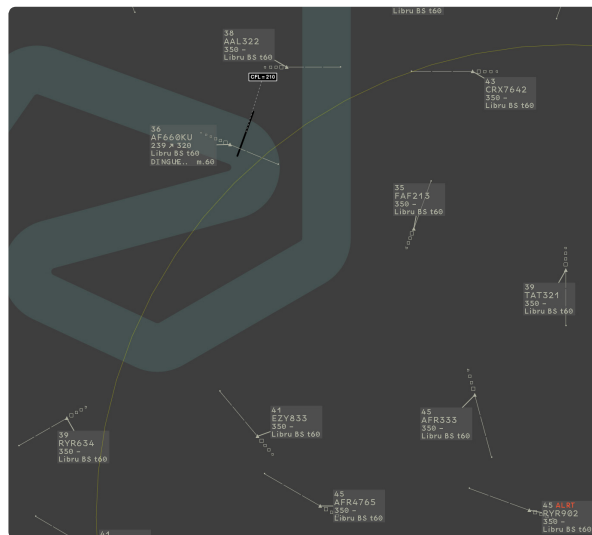 Libru BS t60
38
AAL322
350 -
Libru BS t60
CFL = 210
43
CRX7642
350 -
Libru BS t60
36
AF660KU
239 ↗ 320
Libru BS t60
DINGUE.. m.60
35
FAF213
350 -
Libru BS t60
39
TAT321
350 -
Libru BS t60
41
EZY833
350 -
Libru BS t60
45
AFR333
350 -
Libru BS t60
39
RYR634
350 -
Libru BS t60
45
AFR4765
350 -
Libru BS t60
45 ALRT
RYR902
350 -
Libru BS t60